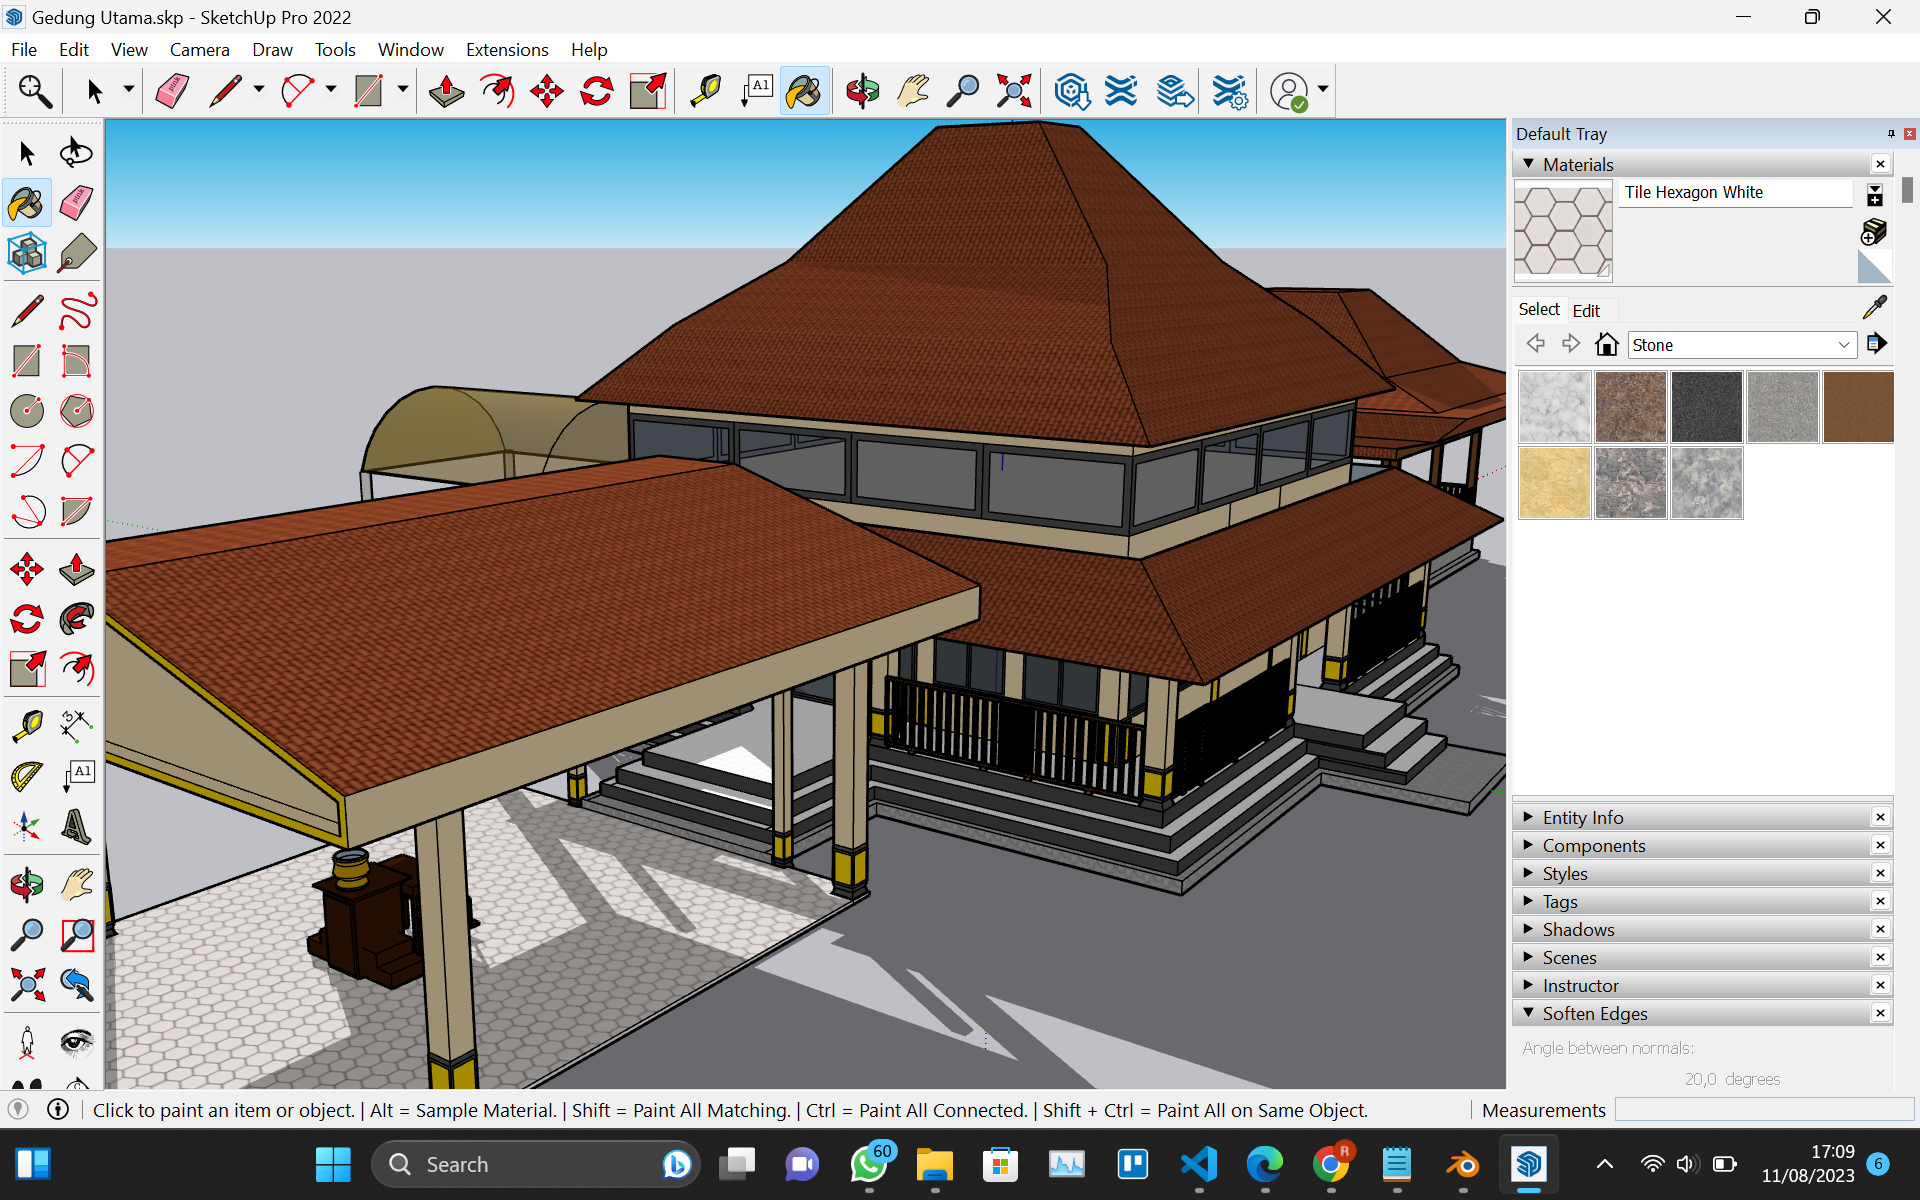 Gedung Utama.skp - SketchUp Pro 2022
File Edit View Camera Draw Tools Window Extensions Help
A1
Default Tray
Materials
Tile Hexagon White
Select Edit
Stone
Entity Info
Components
Styles
Tags
Shadows
Scenes
Instructor
Soften Edges
Angle between normals:
20,0 degrees
A1
Click to paint an item or object. | Alt = Sample Material. | Shift = Paint All Matching. | Ctrl = Paint All Connected. | Shift + Ctrl = Paint All on Same Object.
Measurements
Search
60
R
17:09
11/08/2023
6